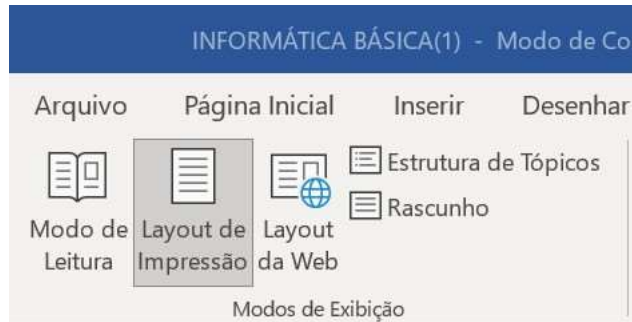 INFORMÁTICA BÁSICA(1) - Modo de Co
Arquivo Página Inicial Inserir Desenhar
Modo de Leitura
Layout de Impressão
Layout da Web
Estrutura de Tópicos
Rascunho
Modos de Exibição